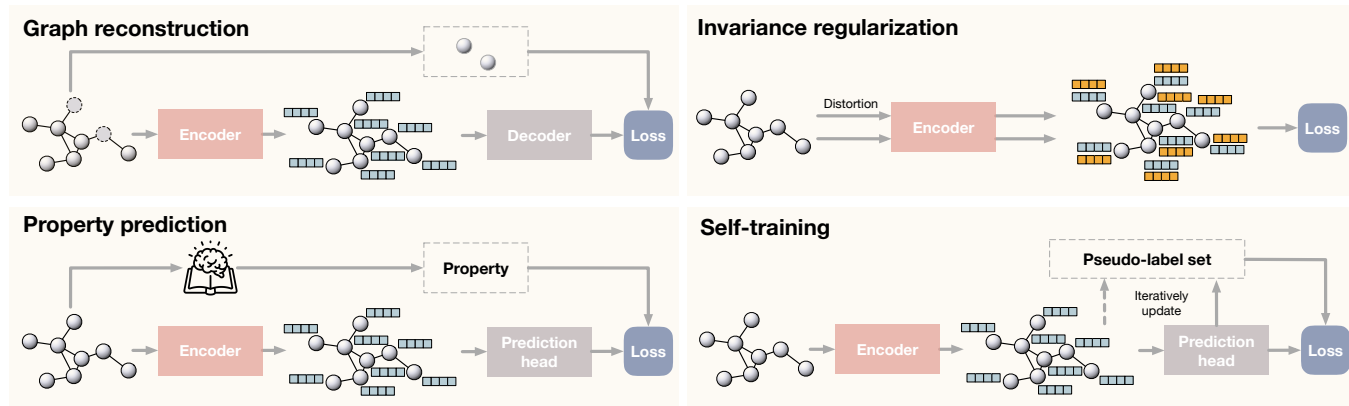 Graph reconstruction
Encoder
Decoder
Loss
Invariance regularization
Distortion
Encoder
Loss
Property prediction
Property
Encoder
Prediction
head
Loss
Self-training
Pseudo-label set
Iteratively
update
Encoder
Prediction
head
Loss